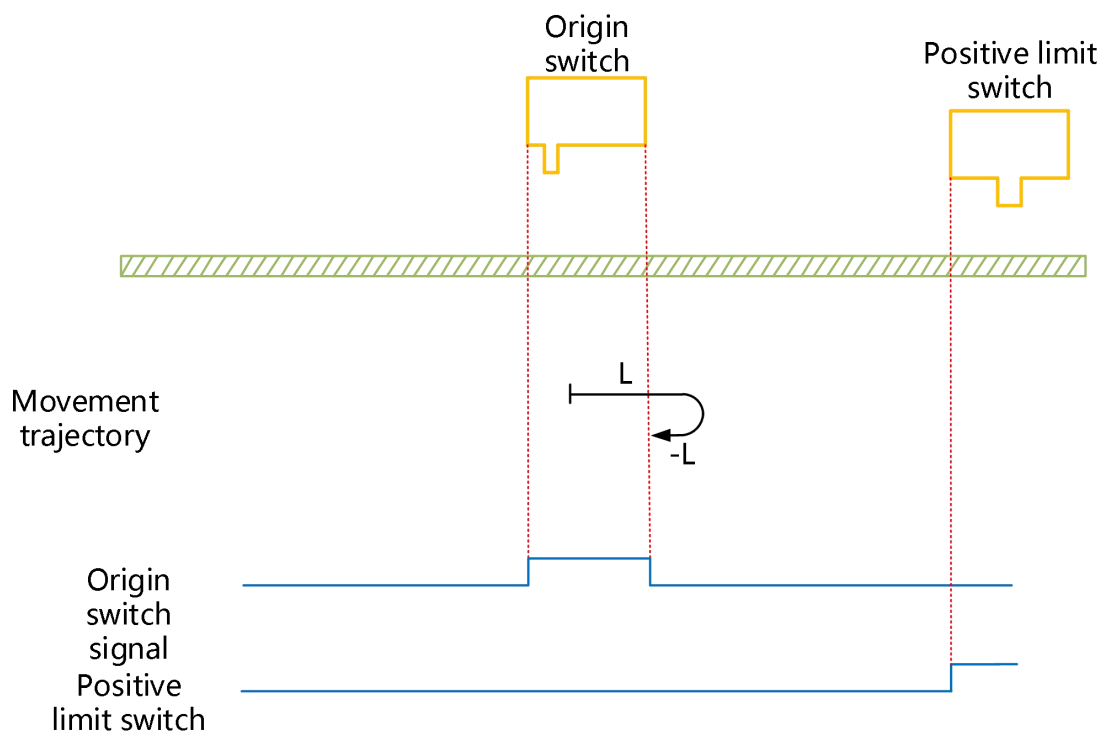 Origin
switch
Positive limit
switch
L
Movement
trajectory
-L
Origin
switch
signal
Positive
limit switch